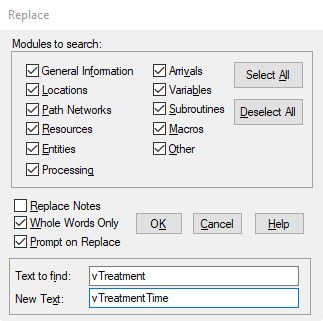 Replace
Modules to search:
General Information
Arrivals
Select All
Locations
Variables
Path Networks
Subroutines
Deselect All
Resources
Macros
Entities
Other
Processing
Replace Notes
Whole Words Only
OK
Cancel
Help
Prompt on Replace
Text to find: vTreatment
New Text: vTreatmentTime